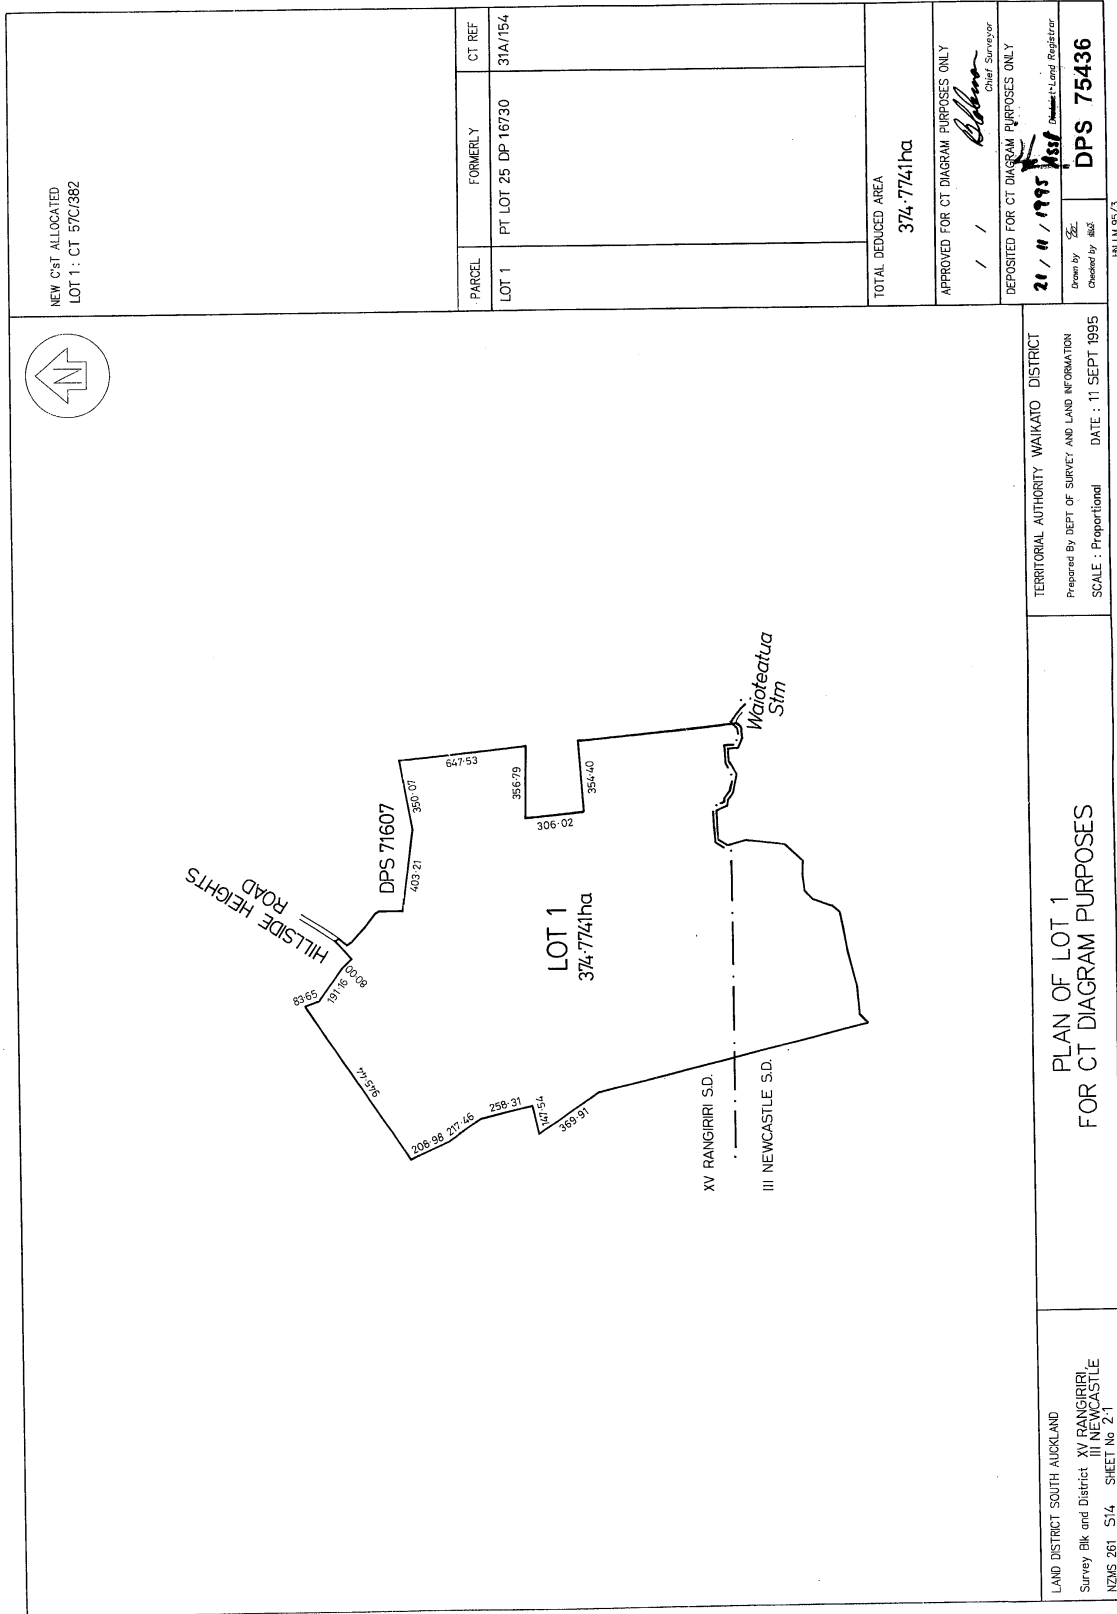 NEW C'sT ALLOCATED
LOT 1 : CT 57C/382
PARCEL FORMERLY CT REF
LOT 1 PT LOT 25 DP 16730 31A/154
TOTAL DEDUCED AREA
374·7741ha
APPROVED FOR CT DIAGRAM PURPOSES ONLY
/ /
Chief Surveyor
DEPOSITED FOR CT DIAGRAM PURPOSES ONLY
21 / 11 / 1995 Asst District Land Registrar
Drawn by
Checked by
DPS 75436
N
HILLSIDE HEIGHTS
ROAD
DPS 71607
83·65
191·16
80·00
403·21
350·07
647·53
356·79
306·02
354·40
945·44
208·98
217·46
258·31
147·54
369·91
LOT 1
374·7741ha
Waioteatua
Stm
XV RANGIRIRI S.D.
III NEWCASTLE S.D.
LAND DISTRICT SOUTH AUCKLAND
Survey Blk and District XV RANGIRIRI,
III NEWCASTLE
NZMS 261 S14 SHEET No 2·1
PLAN OF LOT 1
FOR CT DIAGRAM PURPOSES
TERRITORIAL AUTHORITY WAIKATO DISTRICT
Prepared By DEPT OF SURVEY AND LAND INFORMATION
SCALE : Proportional DATE : 11 SEPT 1995